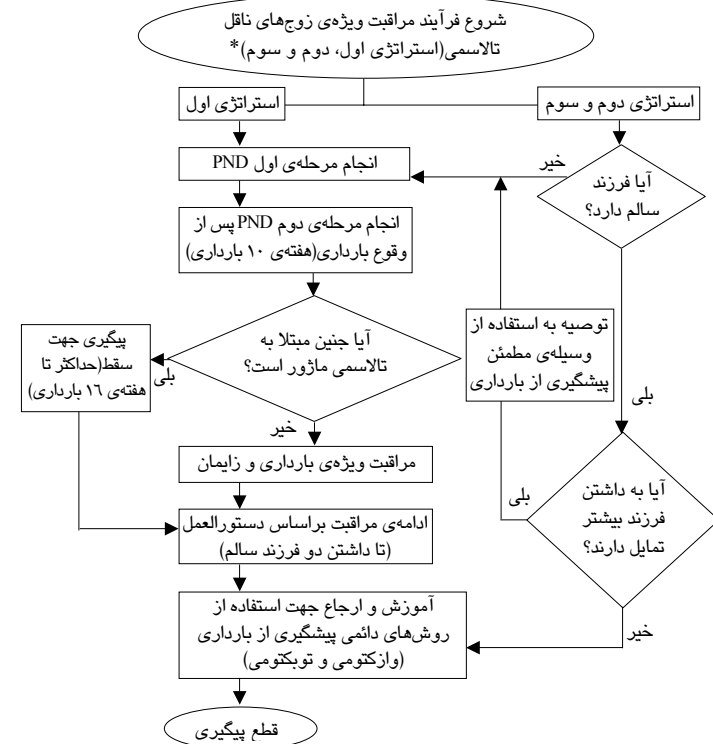 شروع فرآیند مراقبت ویژه‌ی زوج‌های ناقل
تالاسمی(استراتژی اول، دوم و سوم)*
استراتژی دوم و سوم
استراتژی اول
آیا فرزند
سالم دارد؟
خیر
انجام مرحله‌ی اول PND
انجام مرحله‌ی دوم PND پس از
وقوع بارداری(هفته‌ی ۱۰ بارداری)
توصیه به استفاده از
وسیله‌ی مطمئن
پیشگیری از بارداری
آیا جنین مبتلا به
تالاسمی ماژور است؟
بلی
پیگیری جهت
سقط(حداکثر تا
هفته‌ی ۱۶ بارداری)
بلی
خیر
مراقبت ویژه‌ی بارداری و زایمان
آیا به داشتن
فرزند بیشتر
تمایل دارند؟
بلی
ادامه‌ی مراقبت براساس دستورالعمل
(تا داشتن دو فرزند سالم)
خیر
آموزش و ارجاع جهت استفاده از
روش‌های دائمی پیشگیری از بارداری
(وازکتومی و توبکتومی)
قطع پیگیری